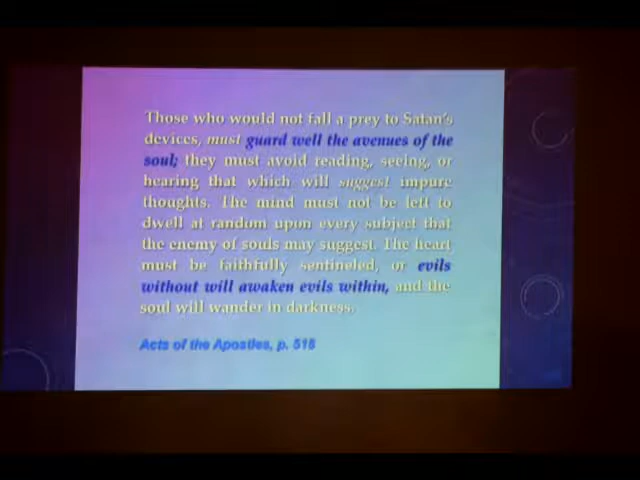 Those who would not fall a prey to Satan's
devices, must guard well the avenues of the
soul; they must avoid reading, seeing, or
hearing that which will suggest impure
thoughts. The mind must not be left to
dwell at random upon every subject that
the enemy of souls may suggest. The heart
must be faithfully sentineled, or evils
without will awaken evils within, and the
soul will wander in darkness.
Acts of the Apostles, p. 518